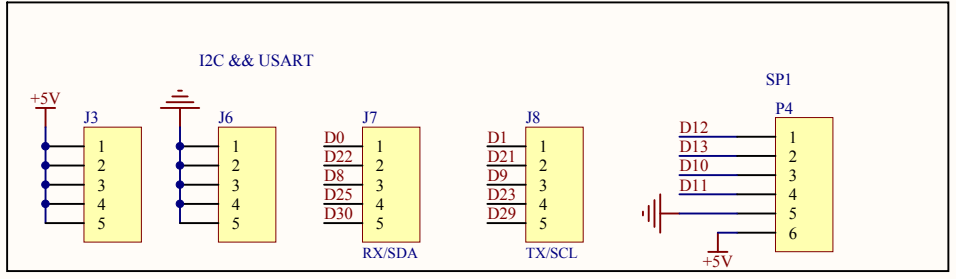 I2C && USART
SP1
+5V
J3
1
2
3
4
5
J6
1
2
3
4
5
J7
D0 1
D22 2
D8 3
D25 4
D30 5
RX/SDA
J8
D1 1
D21 2
D9 3
D23 4
D29 5
TX/SCL
P4
D12 1
D13 2
D10 3
D11 4
5
6
+5V